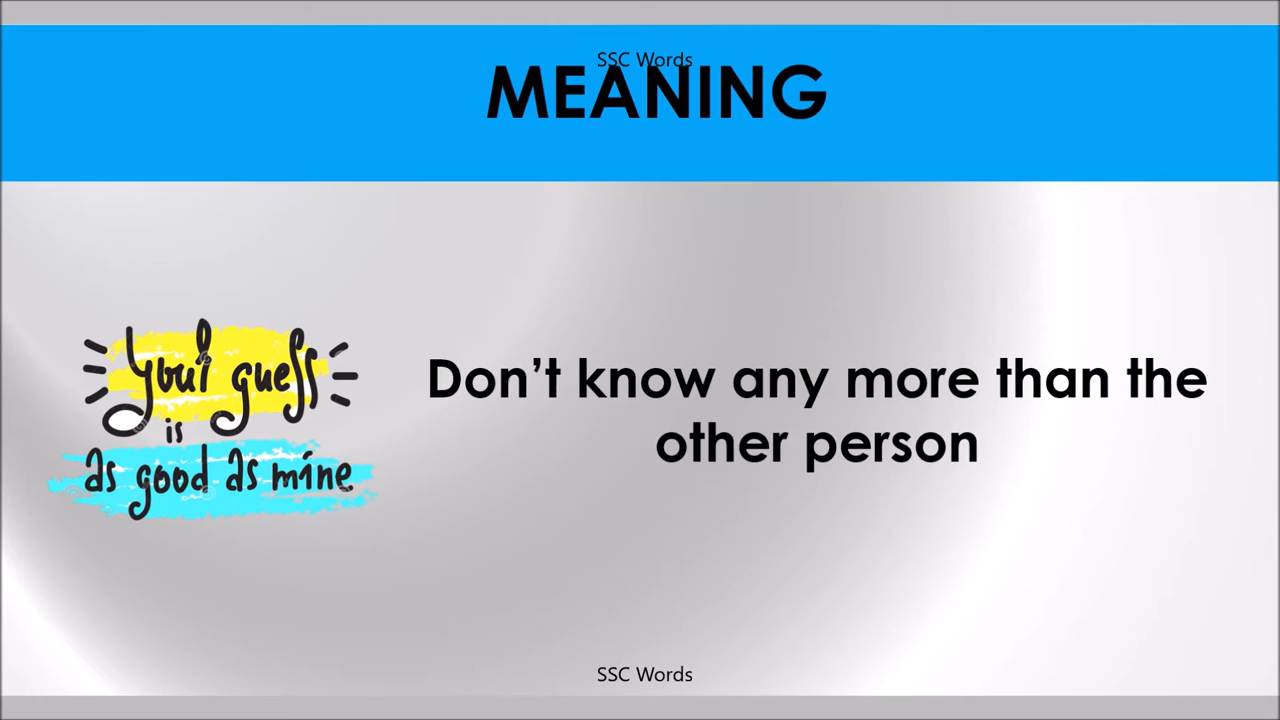 SSC Words
MEANING
your guess
is
as good as mine
Don't know any more than the
other person
SSC Words